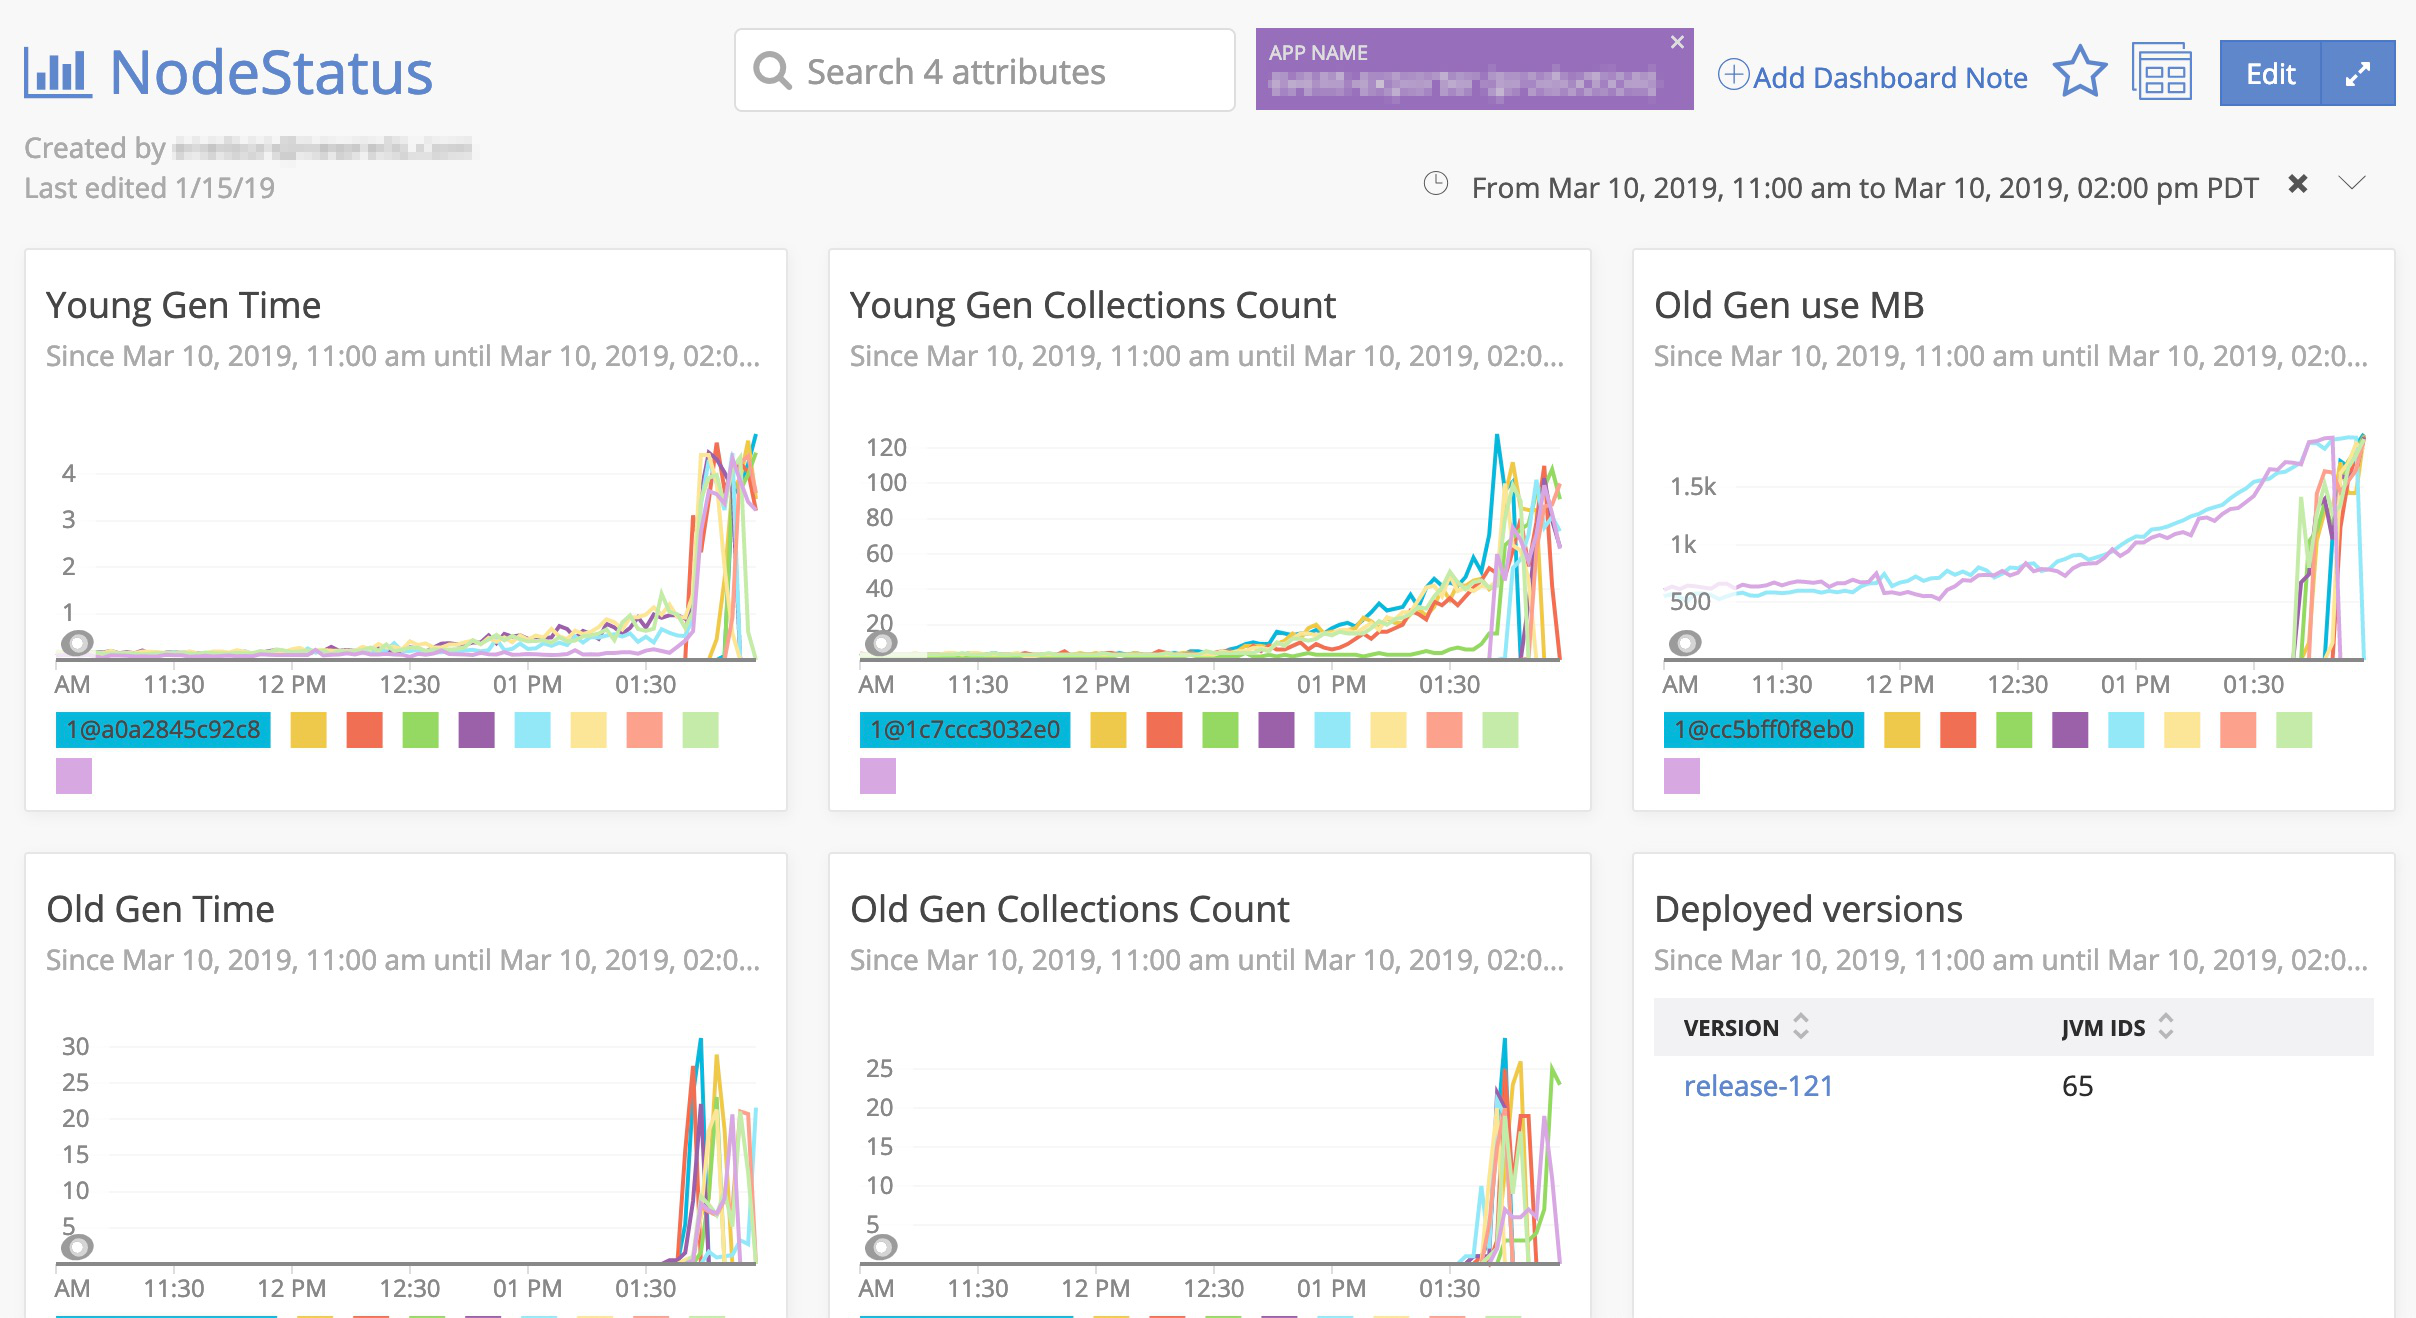 NodeStatus
Search 4 attributes
APP NAME
Add Dashboard Note
Edit
Created by
Last edited 1/15/19
From Mar 10, 2019, 11:00 am to Mar 10, 2019, 02:00 pm PDT
Young Gen Time
Since Mar 10, 2019, 11:00 am until Mar 10, 2019, 02:0...
4
3
2
1
AM 11:30 12 PM 12:30 01 PM 01:30
1@a0a2845c92c8
Young Gen Collections Count
Since Mar 10, 2019, 11:00 am until Mar 10, 2019, 02:0...
120
100
80
60
40
20
AM 11:30 12 PM 12:30 01 PM 01:30
1@1c7ccc3032e0
Old Gen use MB
Since Mar 10, 2019, 11:00 am until Mar 10, 2019, 02:0...
1.5k
1k
500
AM 11:30 12 PM 12:30 01 PM 01:30
1@cc5bff0f8eb0
Old Gen Time
Since Mar 10, 2019, 11:00 am until Mar 10, 2019, 02:0...
30
25
20
15
10
5
AM 11:30 12 PM 12:30 01 PM 01:30
Old Gen Collections Count
Since Mar 10, 2019, 11:00 am until Mar 10, 2019, 02:0...
25
20
15
10
5
AM 11:30 12 PM 12:30 01 PM 01:30
Deployed versions
Since Mar 10, 2019, 11:00 am until Mar 10, 2019, 02:0...
VERSION JVM IDS
release-121 65